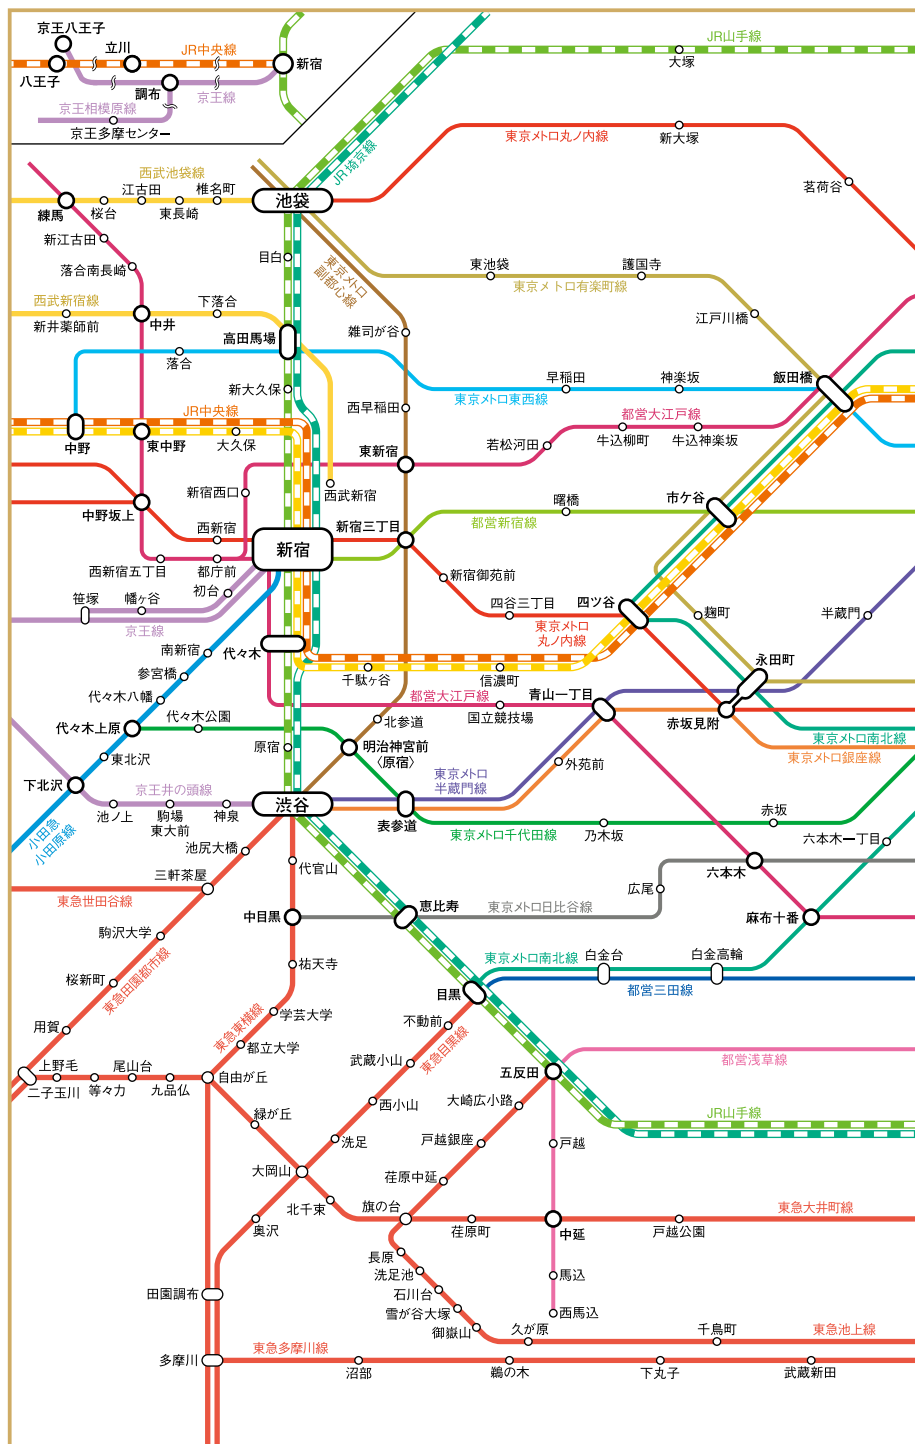 京王八王子
立川
JR中央線
新宿
八王子
調布
京王線
京王相模原線
京王多摩センター
JR山手線
大塚
JR埼京線
東京メトロ丸ノ内線
新大塚
茗荷谷
西武池袋線
江古田
椎名町
池袋
練馬
桜台
東長崎
新江古田
落合南長崎
目白
東京メトロ
副都心線
東池袋
護国寺
東京メトロ有楽町線
江戸川橋
西武新宿線
下落合
新井薬師前
中井
高田馬場
雑司が谷
落合
新大久保
早稲田
神楽坂
飯田橋
東京メトロ東西線
西早稲田
JR中央線
都営大江戸線
中野
東中野
大久保
東新宿
若松河田
牛込柳町
牛込神楽坂
新宿西口
西武新宿
中野坂上
西新宿
新宿三丁目
曙橋
市ケ谷
都営新宿線
新宿
西新宿五丁目
都庁前
新宿御苑前
初台
笹塚
幡ヶ谷
四谷三丁目
四ツ谷
麹町
半蔵門
京王線
東京メトロ
丸ノ内線
南新宿
代々木
参宮橋
千駄ヶ谷
信濃町
永田町
代々木八幡
都営大江戸線
青山一丁目
代々木上原
代々木公園
北参道
国立競技場
赤坂見附
東京メトロ南北線
東京メトロ銀座線
原宿
明治神宮前
〈原宿〉
東北沢
外苑前
下北沢
京王井の頭線
東京メトロ
半蔵門線
渋谷
池ノ上
駒場
東大前
神泉
表参道
東京メトロ千代田線
乃木坂
赤坂
六本木一丁目
小田急
小田原線
池尻大橋
代官山
三軒茶屋
六本木
東急世田谷線
広尾
中目黒
恵比寿
東京メトロ日比谷線
麻布十番
駒沢大学
東急田園都市線
祐天寺
東京メトロ南北線
白金台
白金高輪
桜新町
目黒
都営三田線
用賀
東急東横線
学芸大学
不動前
東急目黒線
都立大学
武蔵小山
五反田
都営浅草線
上野毛
尾山台
二子玉川
等々力
九品仏
自由が丘
大崎広小路
JR山手線
緑が丘
西小山
洗足
戸越銀座
戸越
大岡山
荏原中延
北千束
旗の台
東急大井町線
奥沢
荏原町
中延
戸越公園
長原
洗足池
馬込
田園調布
石川台
雪が谷大塚
西馬込
御嶽山
久が原
千鳥町
東急池上線
東急多摩川線
多摩川
沼部
鵜の木
下丸子
武蔵新田